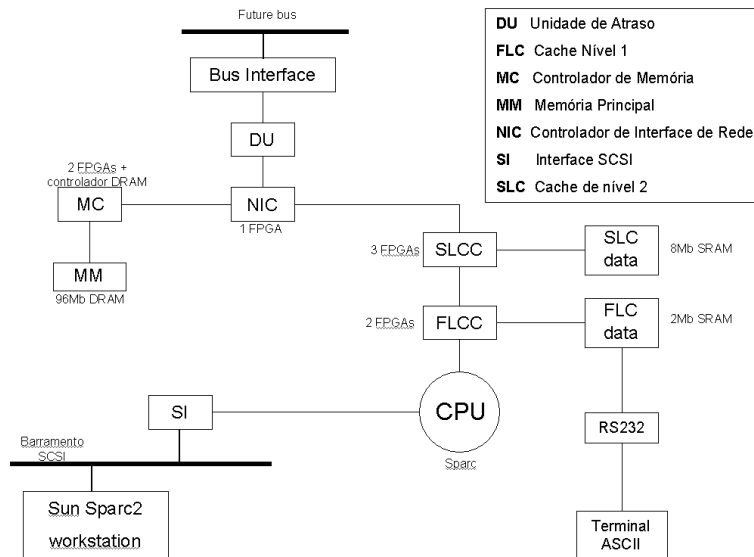 Future bus
Bus Interface
DU
2 FPGAs +
controlador DRAM
MC
NIC
1 FPGA
MM
96Mb DRAM
3 FPGAs
SLCC
SLC
data
8Mb SRAM
2 FPGAs
FLCC
FLC
data
2Mb SRAM
CPU
Sparc
SI
RS232
Barramento
SCSI
Sun Sparc2
workstation
Terminal
ASCII
DU Unidade de Atraso
FLC Cache Nível 1
MC Controlador de Memória
MM Memória Principal
NIC Controlador de Interface de Rede
SI Interface SCSI
SLC Cache de nível 2